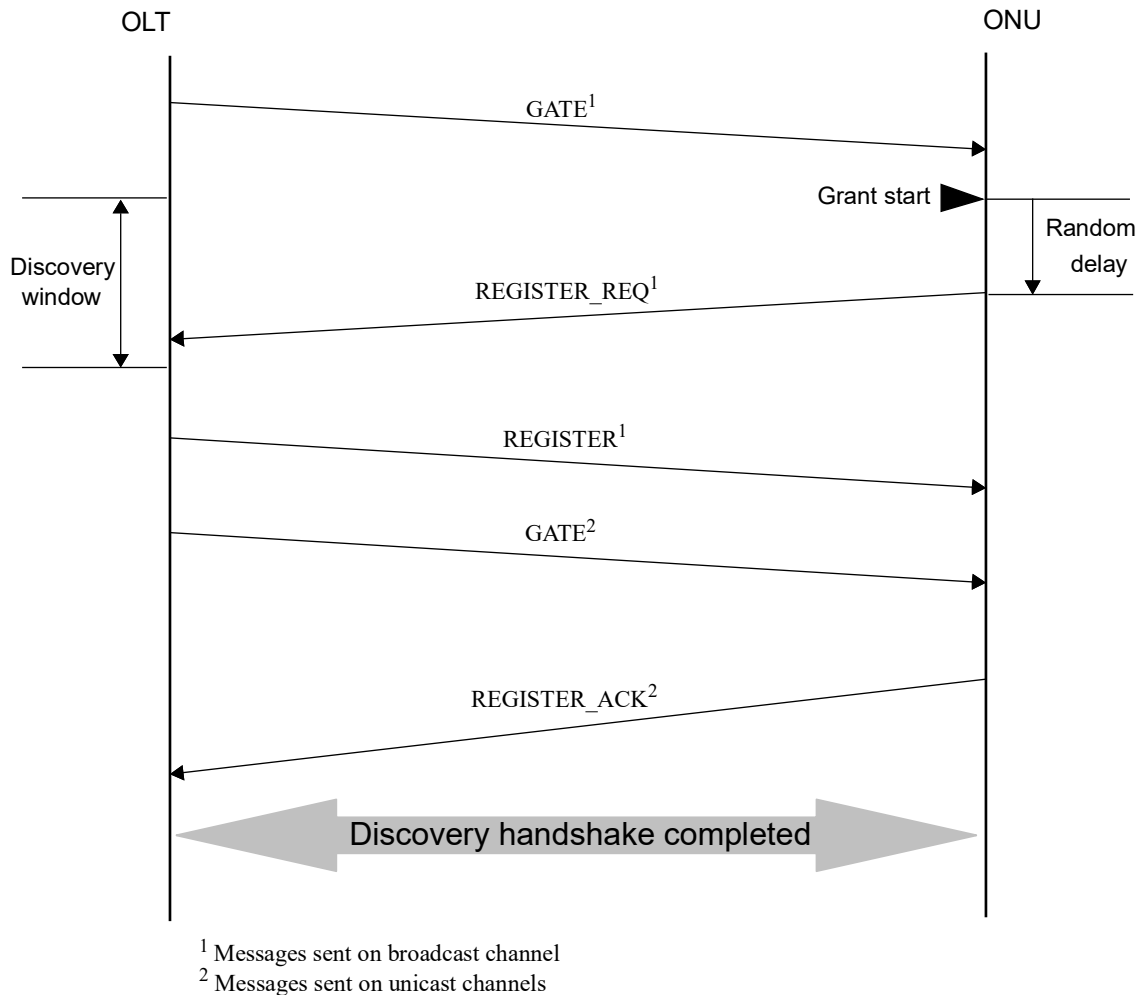 OLT
ONU
GATE¹
Grant start
Random
delay
Discovery
window
REGISTER_REQ¹
REGISTER¹
GATE²
REGISTER_ACK²
Discovery handshake completed
¹ Messages sent on broadcast channel
² Messages sent on unicast channels